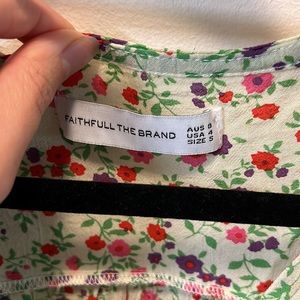 FAITHFULL THE BRAND
AUS 8
USA 4
SIZE S